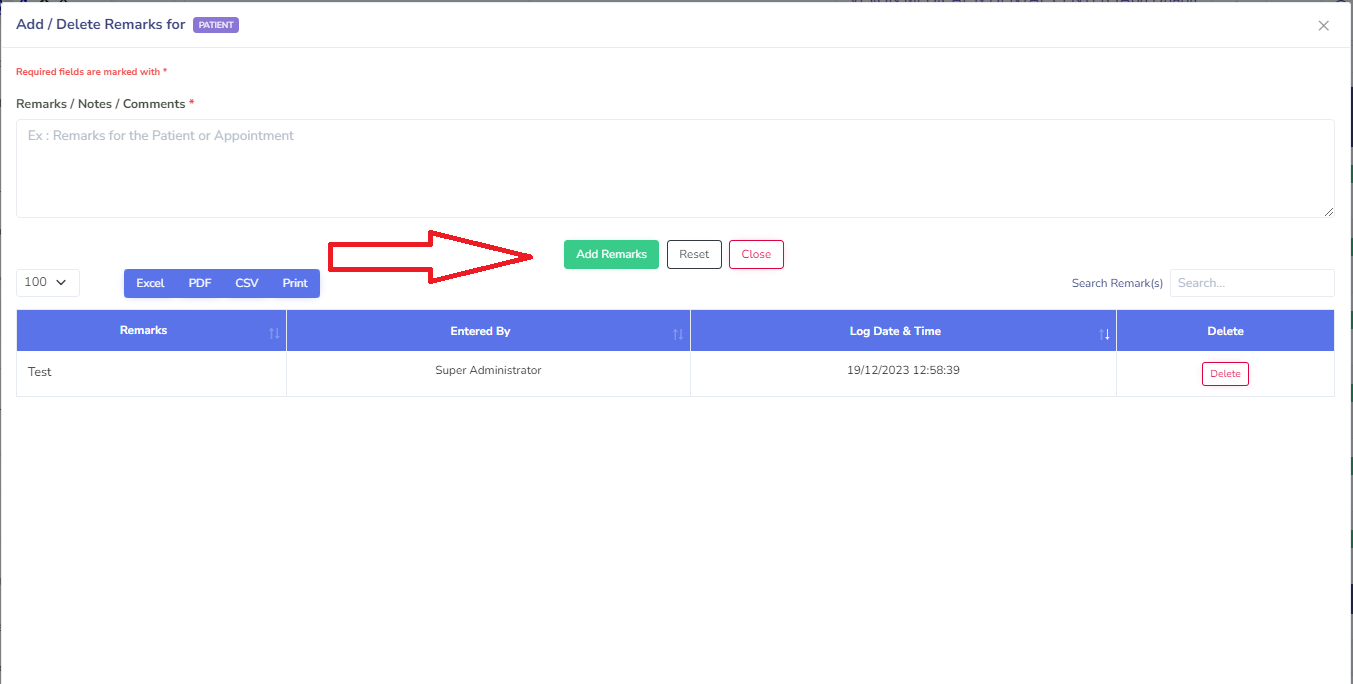 Add / Delete Remarks for PATIENT
Required fields are marked with *
Remarks / Notes / Comments *
Ex : Remarks for the Patient or Appointment
Add Remarks Reset Close
100 Excel PDF CSV Print Search Remark(s) Search...
Remarks Entered By Log Date & Time Delete
Test Super Administrator 19/12/2023 12:58:39 Delete